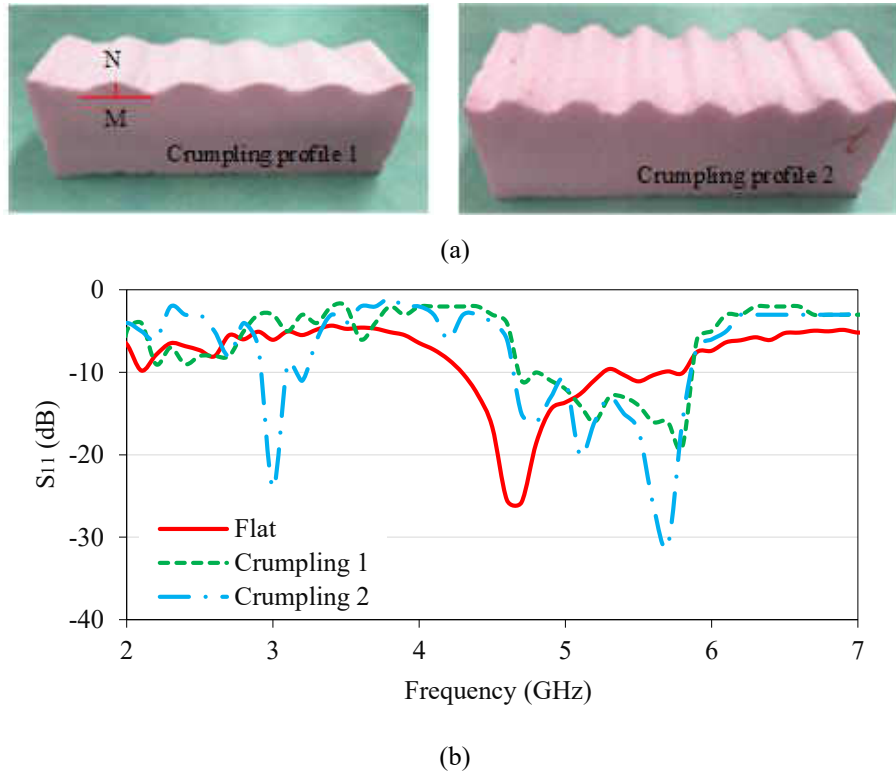 N
M
Crumpling profile 1
Crumpling profile 2
(a)
0
-10
-20
-30
-40
S11 (dB)
Flat
Crumpling 1
Crumpling 2
2 3 4 5 6 7
Frequency (GHz)
(b)